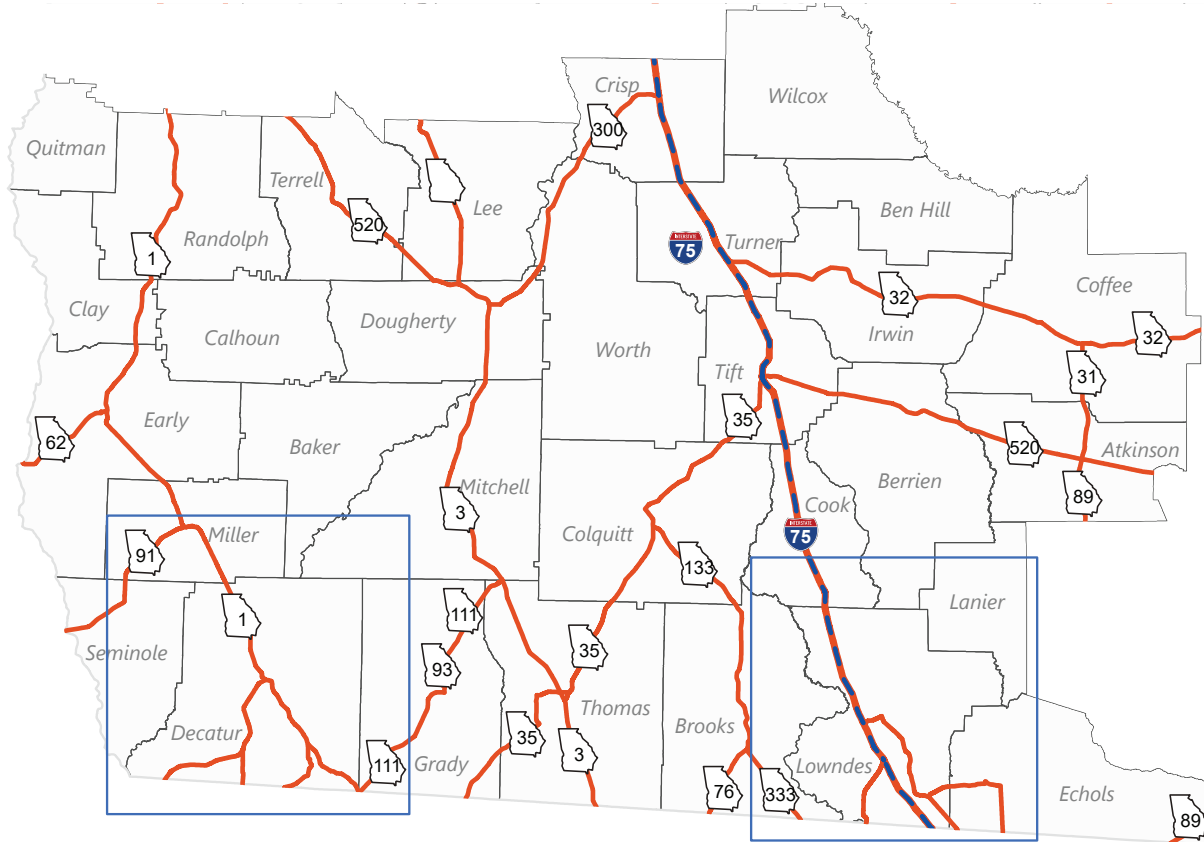 Crisp
Wilcox
300
Quitman
Terrell
Lee
Ben Hill
520
Randolph
INTERSTATE
75
Turner
1
32
Coffee
Clay
Calhoun
Dougherty
Worth
Irwin
32
Tift
31
35
Early
62
Baker
520
Atkinson
Mitchell
Berrien
89
3
Cook
Colquitt
INTERSTATE
75
Miller
91
133
Lanier
111
1
Seminole
35
93
Thomas
Brooks
Decatur
35
3
111
Grady
Lowndes
76
333
Echols
89